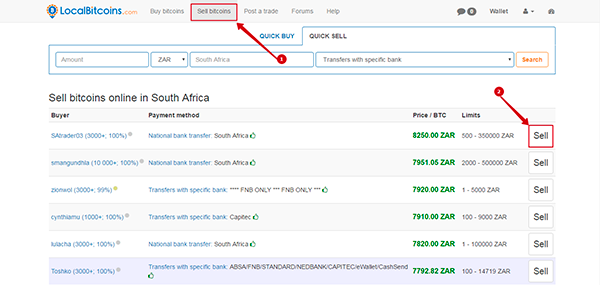 LocalBitcoins.com Buy bitcoins Sell bitcoins Post a trade Forums Help 0 Wallet
QUICK BUY QUICK SELL
Amount ZAR South Africa Transfers with specific bank Search
1
2
Sell bitcoins online in South Africa
Buyer Payment method Price / BTC Limits
SAtrader03 (3000+; 100%) National bank transfer: South Africa 8250.00 ZAR 500 - 350000 ZAR Sell
smangundhla (10 000+; 100%) National bank transfer: South Africa 7951.05 ZAR 2000 - 500000 ZAR Sell
zionwol (3000+; 99%) Transfers with specific bank: **** FNB ONLY *** FNB ONLY *** 7920.00 ZAR 1 - 5000 ZAR Sell
cynthiamu (1000+; 100%) Transfers with specific bank: Capitec 7910.00 ZAR 100 - 9000 ZAR Sell
lulacha (3000+; 100%) National bank transfer: South Africa 7820.00 ZAR 1 - 100000 ZAR Sell
Toshko (3000+; 100%) Transfers with specific bank: ABSA/FNB/STANDARD/NEDBANK/CAPITEC/eWallet/CashSend 7792.82 ZAR 100 - 14719 ZAR Sell